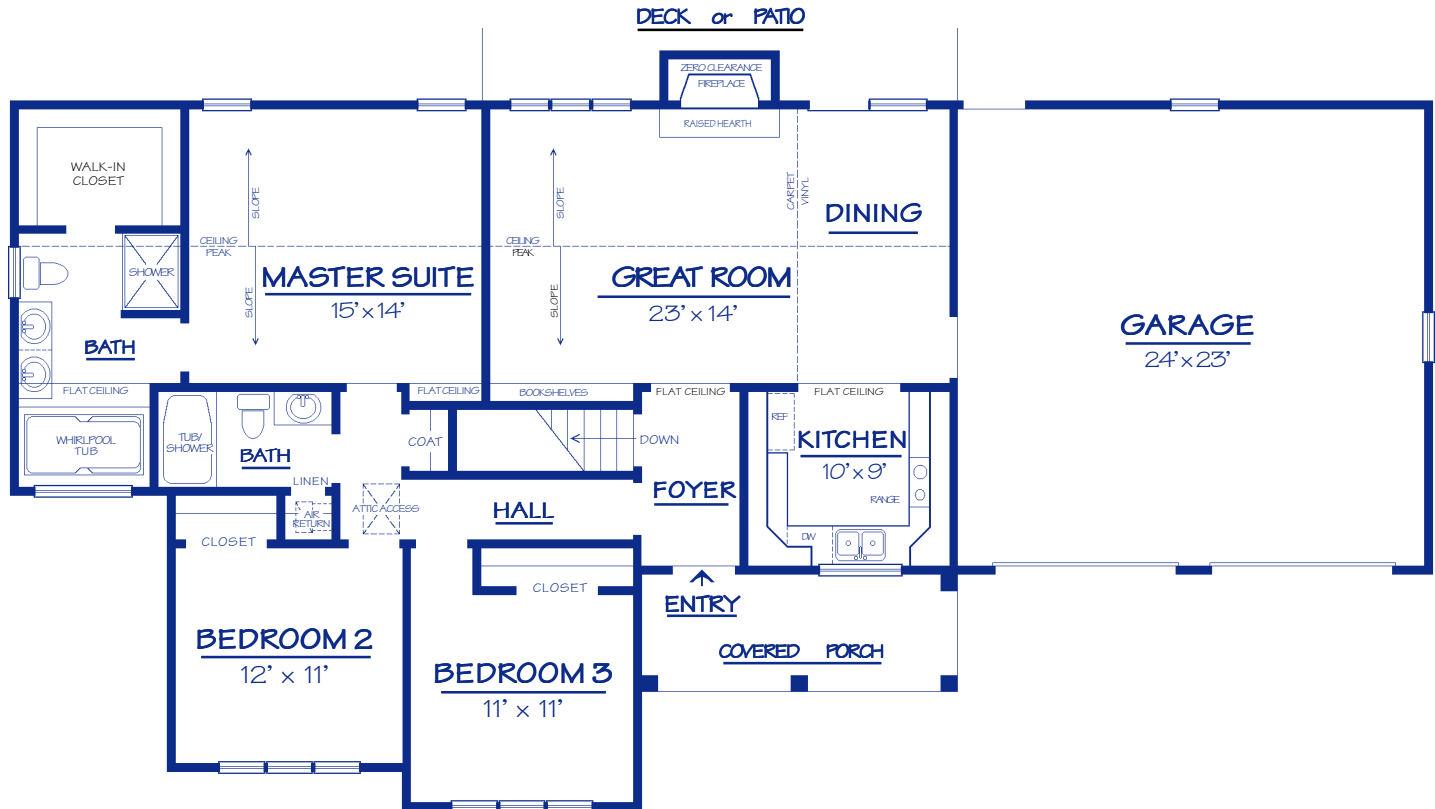 DECK or PATIO
ZERO CLEARANCE
FIREPLACE
RAISED HEARTH
WALK-IN
CLOSET
SLOPE
SLOPE
CARPET
VINYL
DINING
CEILING
PEAK
CEILING
PEAK
SHOWER
MASTER SUITE
15' x 14'
GREAT ROOM
23' x 14'
SLOPE
SLOPE
GARAGE
24' x 23'
BATH
FLAT CEILING
FLAT CEILING
BOOKSHELVES
FLAT CEILING
FLAT CEILING
WHIRLPOOL
TUB
TUB/
SHOWER
BATH
COAT
DOWN
REF
KITCHEN
10' x 9'
RANGE
LINEN
FOYER
AIR
RETURN
ATTIC ACCESS
HALL
DW
CLOSET
CLOSET
ENTRY
BEDROOM 2
12' x 11'
COVERED PORCH
BEDROOM 3
11' x 11'